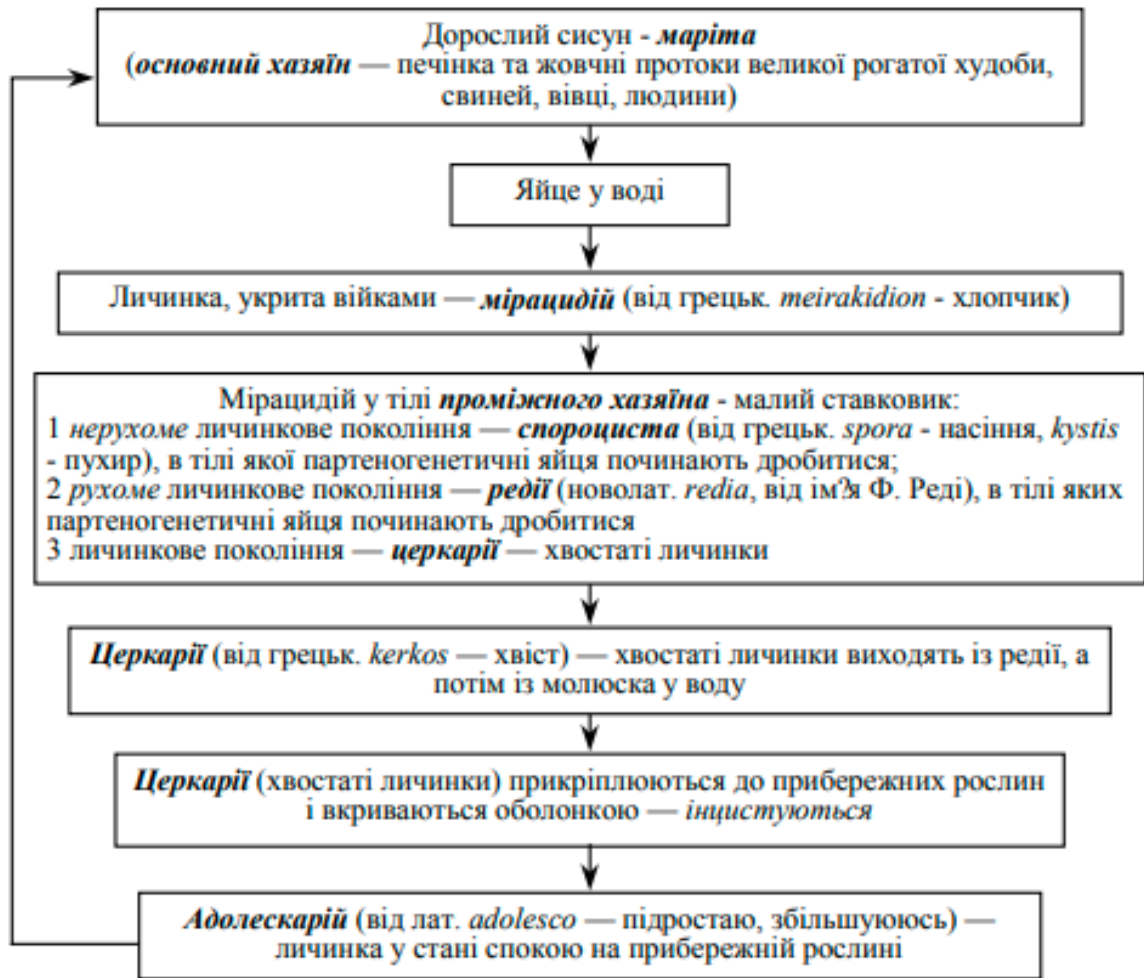 Дорослий сисун - маріта
(основний хазяїн — печінка та жовчні протоки великої рогатої худоби,
свиней, вівці, людини)
Яйце у воді
Личинка, укрита війками — мірацидій (від грецьк. meirakidion - хлопчик)
Мірацидій у тілі проміжного хазяїна - малий ставковик:
1 нерухоме личинкове покоління — спороциста (від грецьк. spora - насіння, kystis
- пухир), в тілі якої партеногенетичні яйця починають дробитися;
2 рухоме личинкове покоління — редії (новолат. redia, від ім?я Ф. Реді), в тілі яких
партеногенетичні яйця починають дробитися
3 личинкове покоління — церкарії — хвостаті личинки
Церкарії (від грецьк. kerkos — хвіст) — хвостаті личинки виходять із редії, а
потім із молюска у воду
Церкарії (хвостаті личинки) прикріплюються до прибережних рослин
і вкриваються оболонкою — інцистуються
Адолескарій (від лат. adolesco — підростаю, збільшуююсь) —
личинка у стані спокою на прибережній рослині